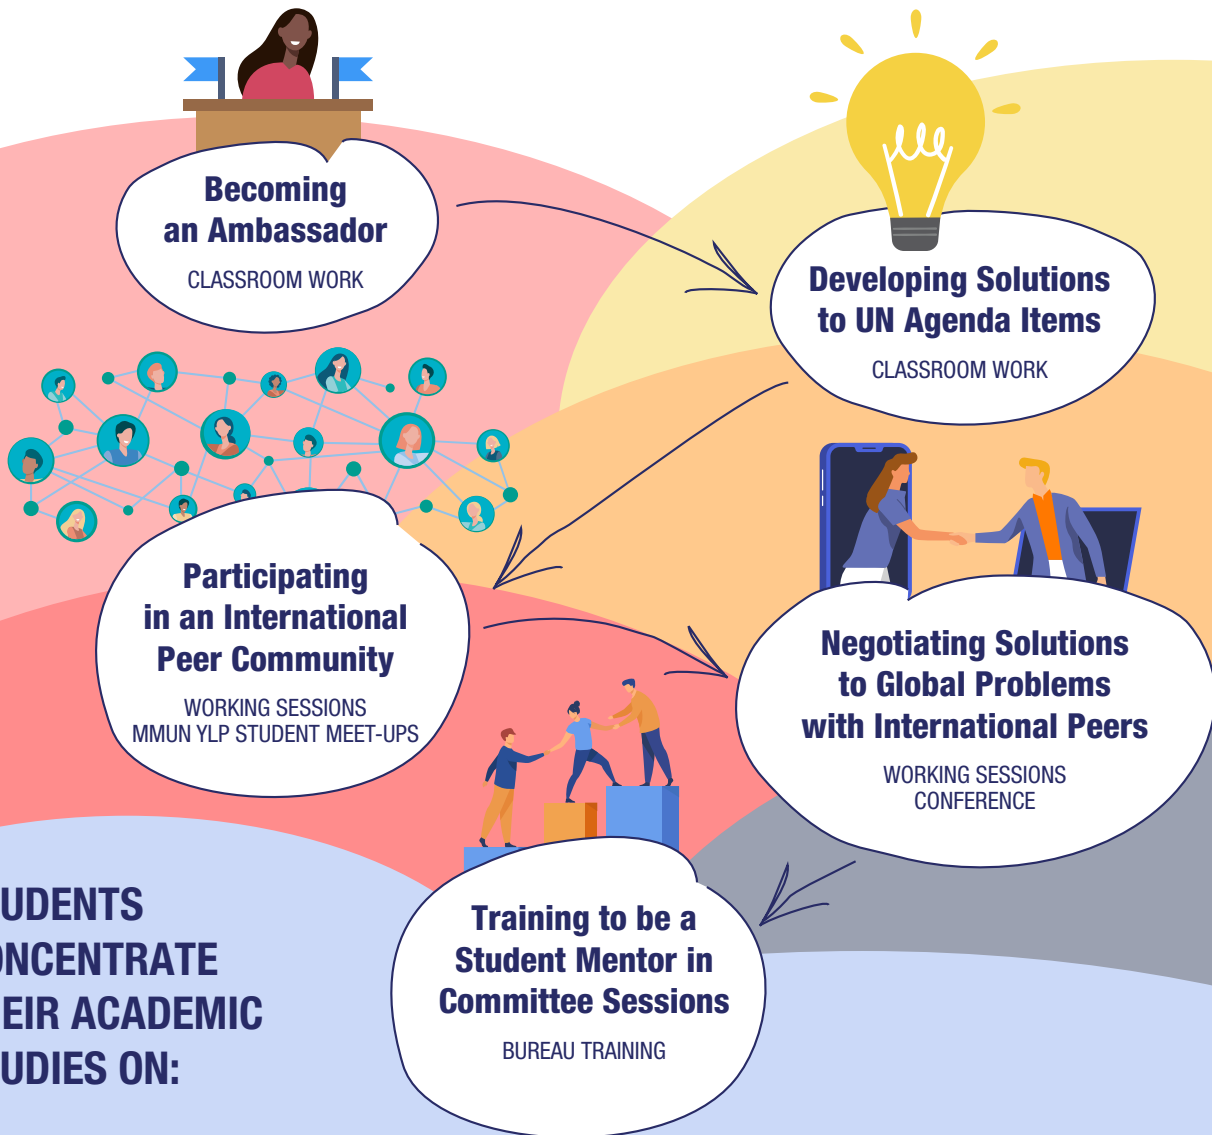 Becoming
an Ambassador
CLASSROOM WORK
Developing Solutions
to UN Agenda Items
CLASSROOM WORK
Participating
in an International
Peer Community
WORKING SESSIONS
MMUN YLP STUDENT MEET-UPS
Negotiating Solutions
to Global Problems
with International Peers
WORKING SESSIONS
CONFERENCE
Training to be a
Student Mentor in
Committee Sessions
BUREAU TRAINING
UDENTS
ONCENTRATE
EIR ACADEMIC
UDIES ON: